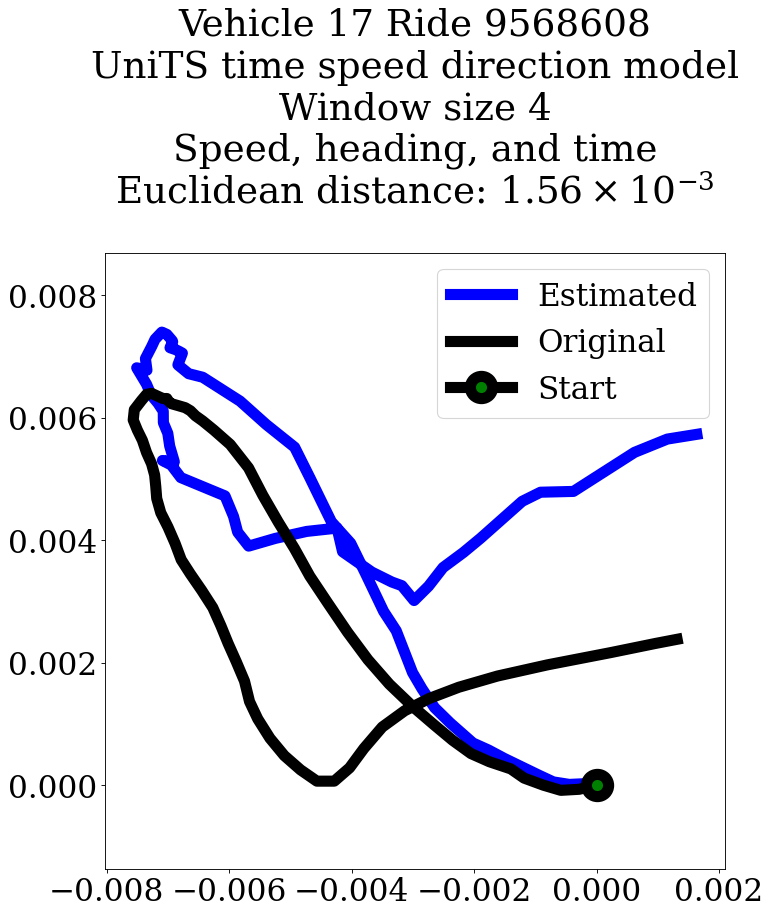 Vehicle 17 Ride 9568608
UniTS time speed direction model
Window size 4
Speed, heading, and time
Euclidean distance: 1.56 × 10⁻³
Estimated
Original
Start
0.008
0.006
0.004
0.002
0.000
−0.008 −0.006 −0.004 −0.002 0.000 0.002